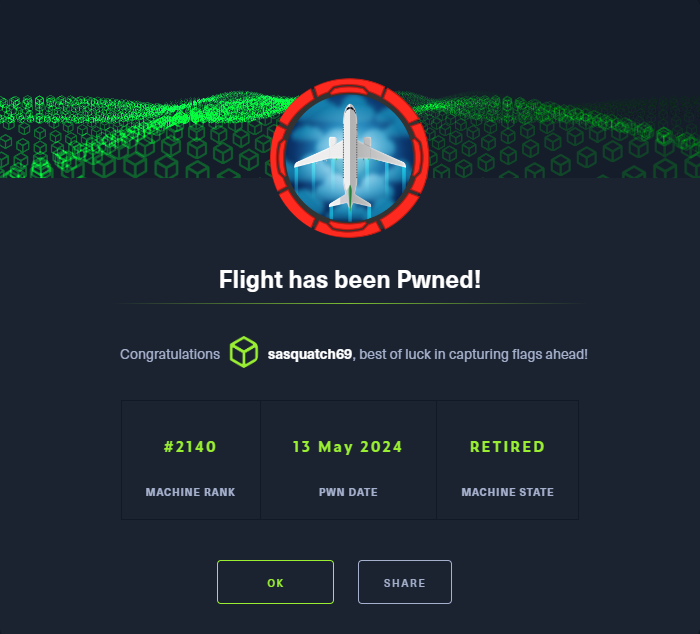 Flight has been Pwned!
Congratulations sasquatch69, best of luck in capturing flags ahead!
#2140 13 May 2024 RETIRED
MACHINE RANK PWN DATE MACHINE STATE
OK SHARE